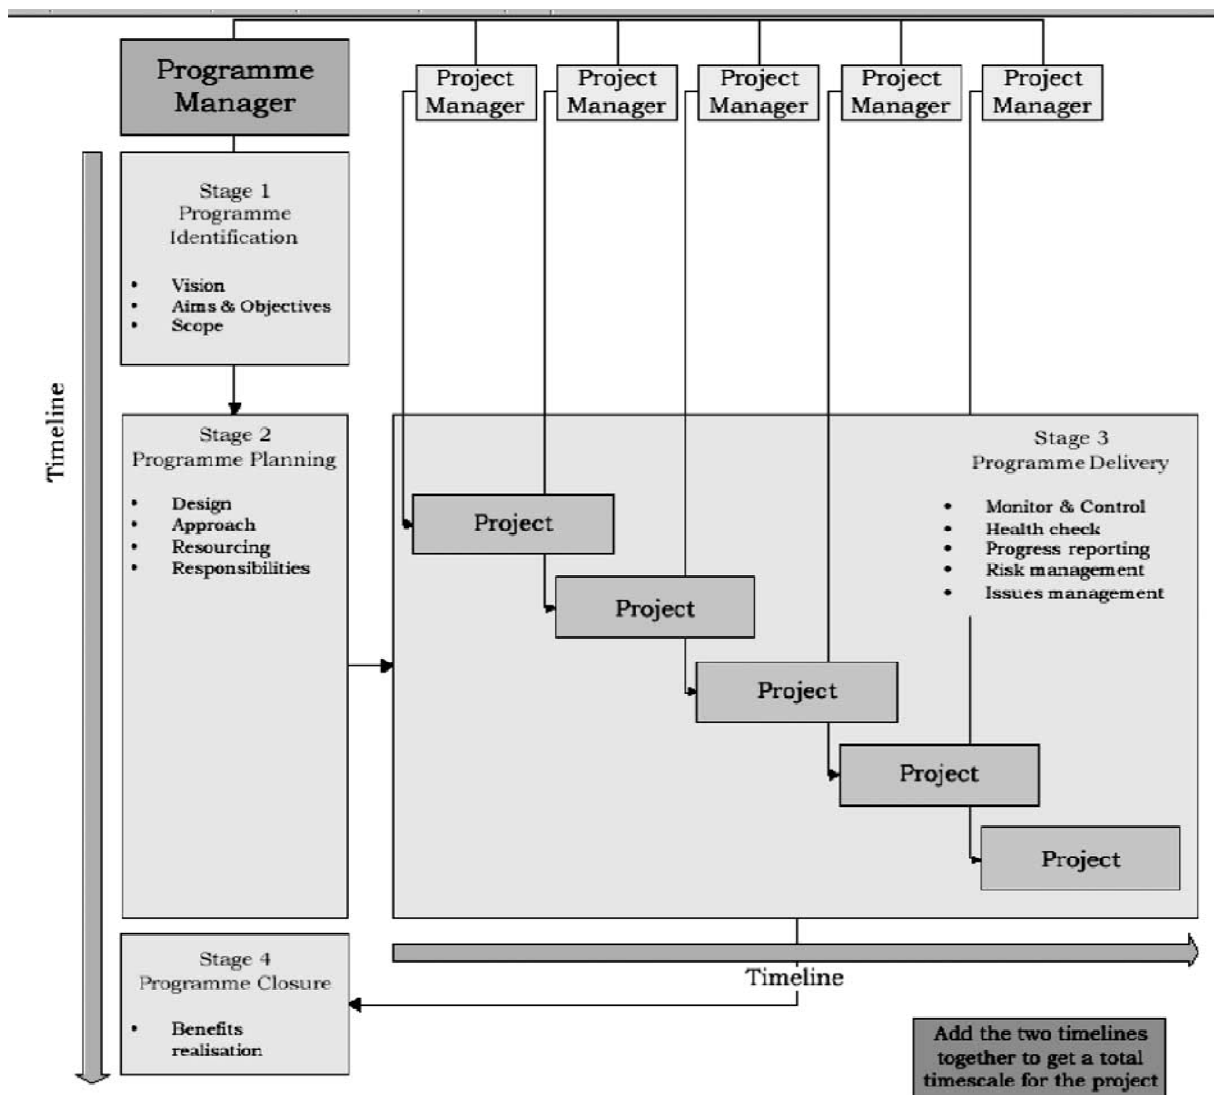 Programme
Manager
Project
Manager
Project
Manager
Project
Manager
Project
Manager
Project
Manager
Timeline
Stage 1
Programme
Identification
• Vision
• Aims & Objectives
• Scope
Stage 2
Programme Planning
• Design
• Approach
• Resourcing
• Responsibilities
Stage 3
Programme Delivery
• Monitor & Control
• Health check
• Progress reporting
• Risk management
• Issues management
Project
Project
Project
Project
Project
Stage 4
Programme Closure
• Benefits
realisation
Timeline
Add the two timelines
together to get a total
timescale for the project